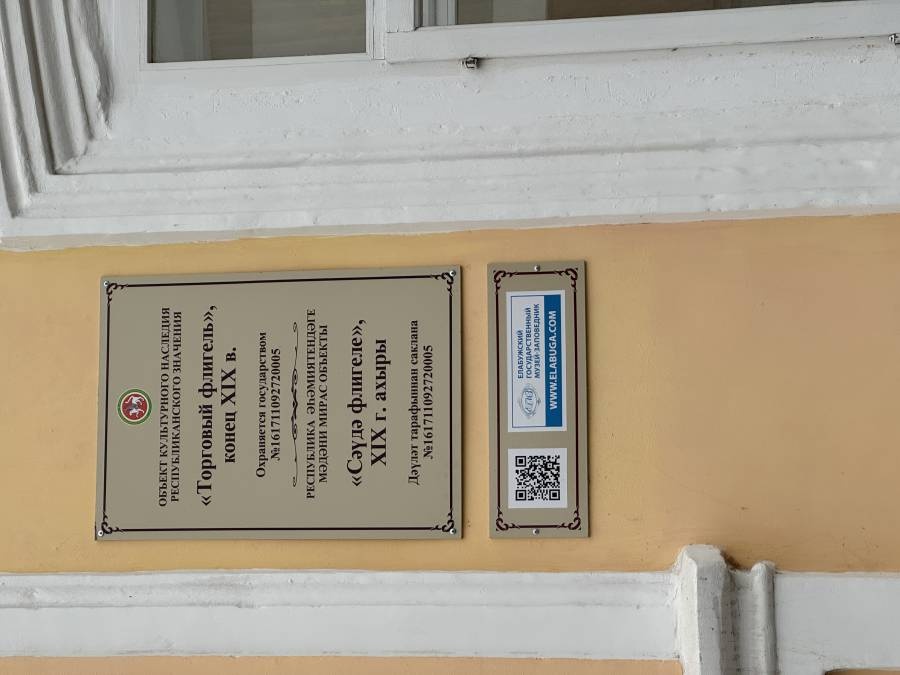 ОБЪЕКТ КУЛЬТУРНОГО НАСЛЕДИЯ
РЕСПУБЛИКАНСКОГО ЗНАЧЕНИЯ
«Торговый флигель»,
конец XIX в.
Охраняется государством
№161711092720005
РЕСПУБЛИКА ӘҺӘМИЯТЕНДӘГЕ
МӘДӘНИ МИРАС ОБЪЕКТЫ
«Сәүдә флигеле»,
XIX г. ахыры
Дәүләт тарафыннан саклана
№161711092720005
ЕЛАБУЖСКИЙ
ГОСУДАРСТВЕННЫЙ
МУЗЕЙ-ЗАПОВЕДНИК
WWW.ELABUGA.COM